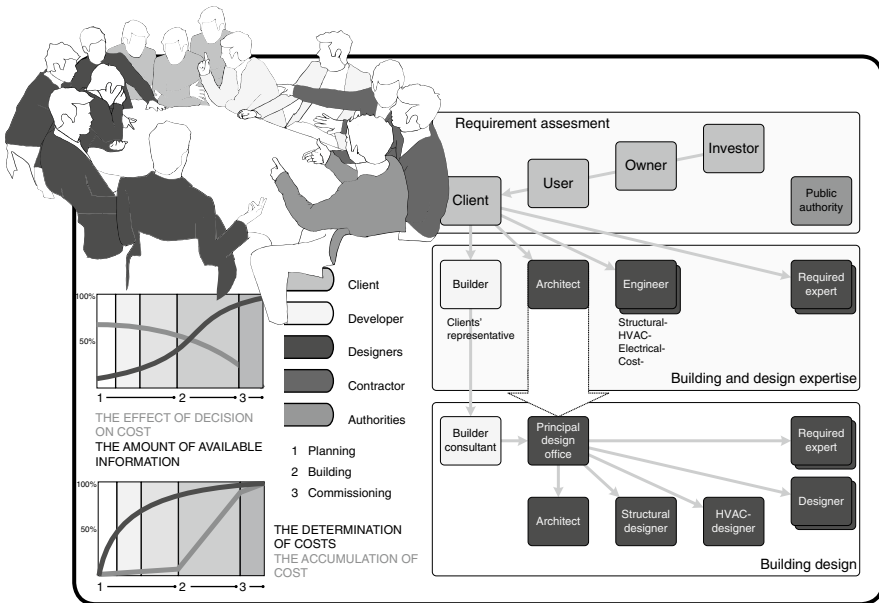 Requirement assesment
Investor
Owner
User
Client
Public
authority
Builder
Architect
Engineer
Required
expert
Clients'
representative
Structural-
HVAC-
Electrical-
Cost-
Building and design expertise
Builder
consultant
Principal
design
office
Required
expert
Designer
Architect
Structural
designer
HVAC-
designer
Building design
Client
Developer
Designers
Contractor
Authorities
1 Planning
2 Building
3 Commissioning
100%
50%
1 2 3
THE EFFECT OF DECISION
ON COST
THE AMOUNT OF AVAILABLE
INFORMATION
100%
50%
1 2 3
THE DETERMINATION
OF COSTS
THE ACCUMULATION OF
COST